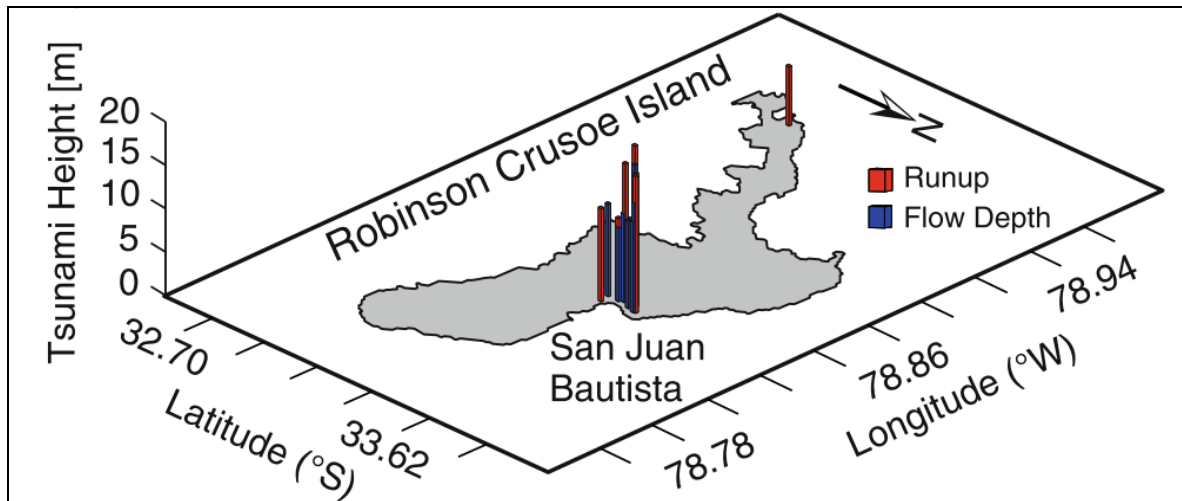 Tsunami Height [m]
20
15
10
5
0
Robinson Crusoe Island
N
Runup
Flow Depth
San Juan
Bautista
32.70
33.62
Latitude (°S)
78.78
78.86
78.94
Longitude (°W)